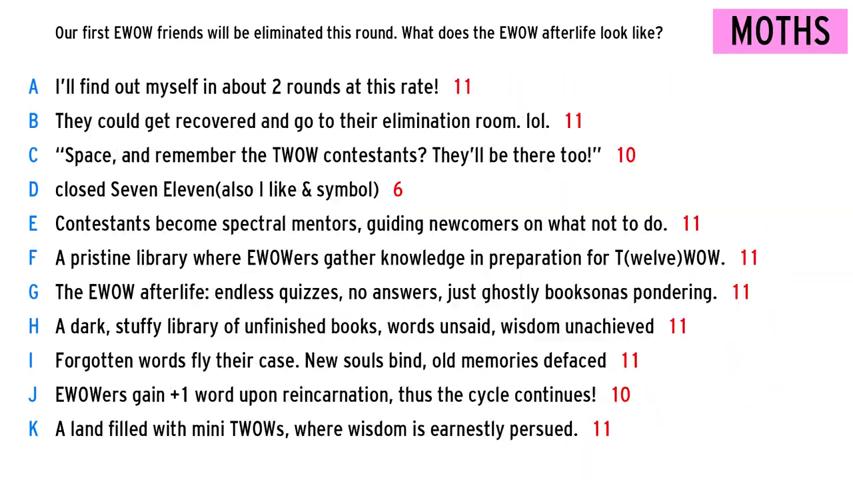 Our first EWOW friends will be eliminated this round. What does the EWOW afterlife look like?
MOTHS
A I'll find out myself in about 2 rounds at this rate! 11
B They could get recovered and go to their elimination room. lol. 11
C “Space, and remember the TWOW contestants? They'll be there too!” 10
D closed Seven Eleven(also I like & symbol) 6
E Contestants become spectral mentors, guiding newcomers on what not to do. 11
F A pristine library where EWOWers gather knowledge in preparation for T(welve)WOW. 11
G The EWOW afterlife: endless quizzes, no answers, just ghostly booksonas pondering. 11
H A dark, stuffy library of unfinished books, words unsaid, wisdom unachieved 11
I Forgotten words fly their case. New souls bind, old memories defaced 11
J EWOWers gain +1 word upon reincarnation, thus the cycle continues! 10
K A land filled with mini TWOWs, where wisdom is earnestly persued. 11